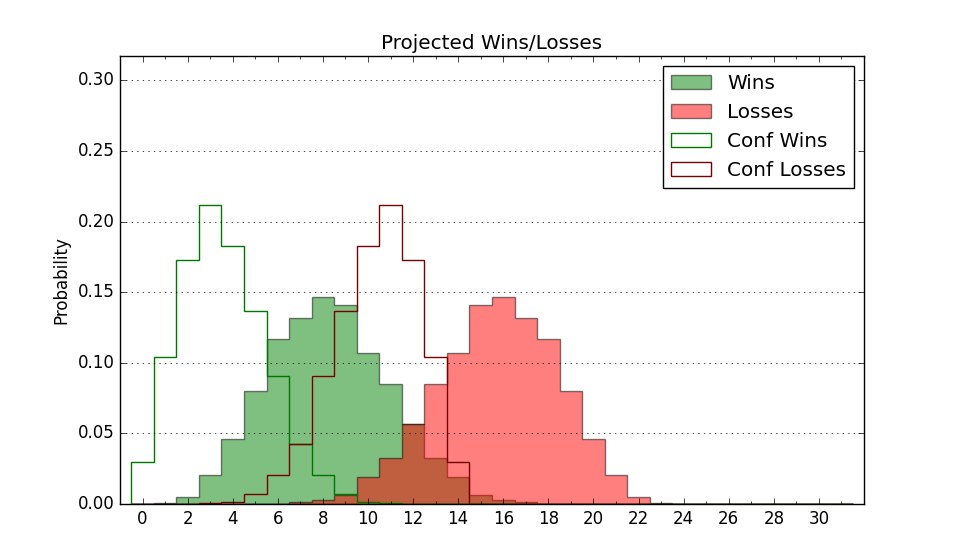 Projected Wins/Losses
Wins
Losses
Conf Wins
Conf Losses
Probability
0.30
0.25
0.20
0.15
0.10
0.05
0.00
0 2 4 6 8 10 12 14 16 18 20 22 24 26 28 30